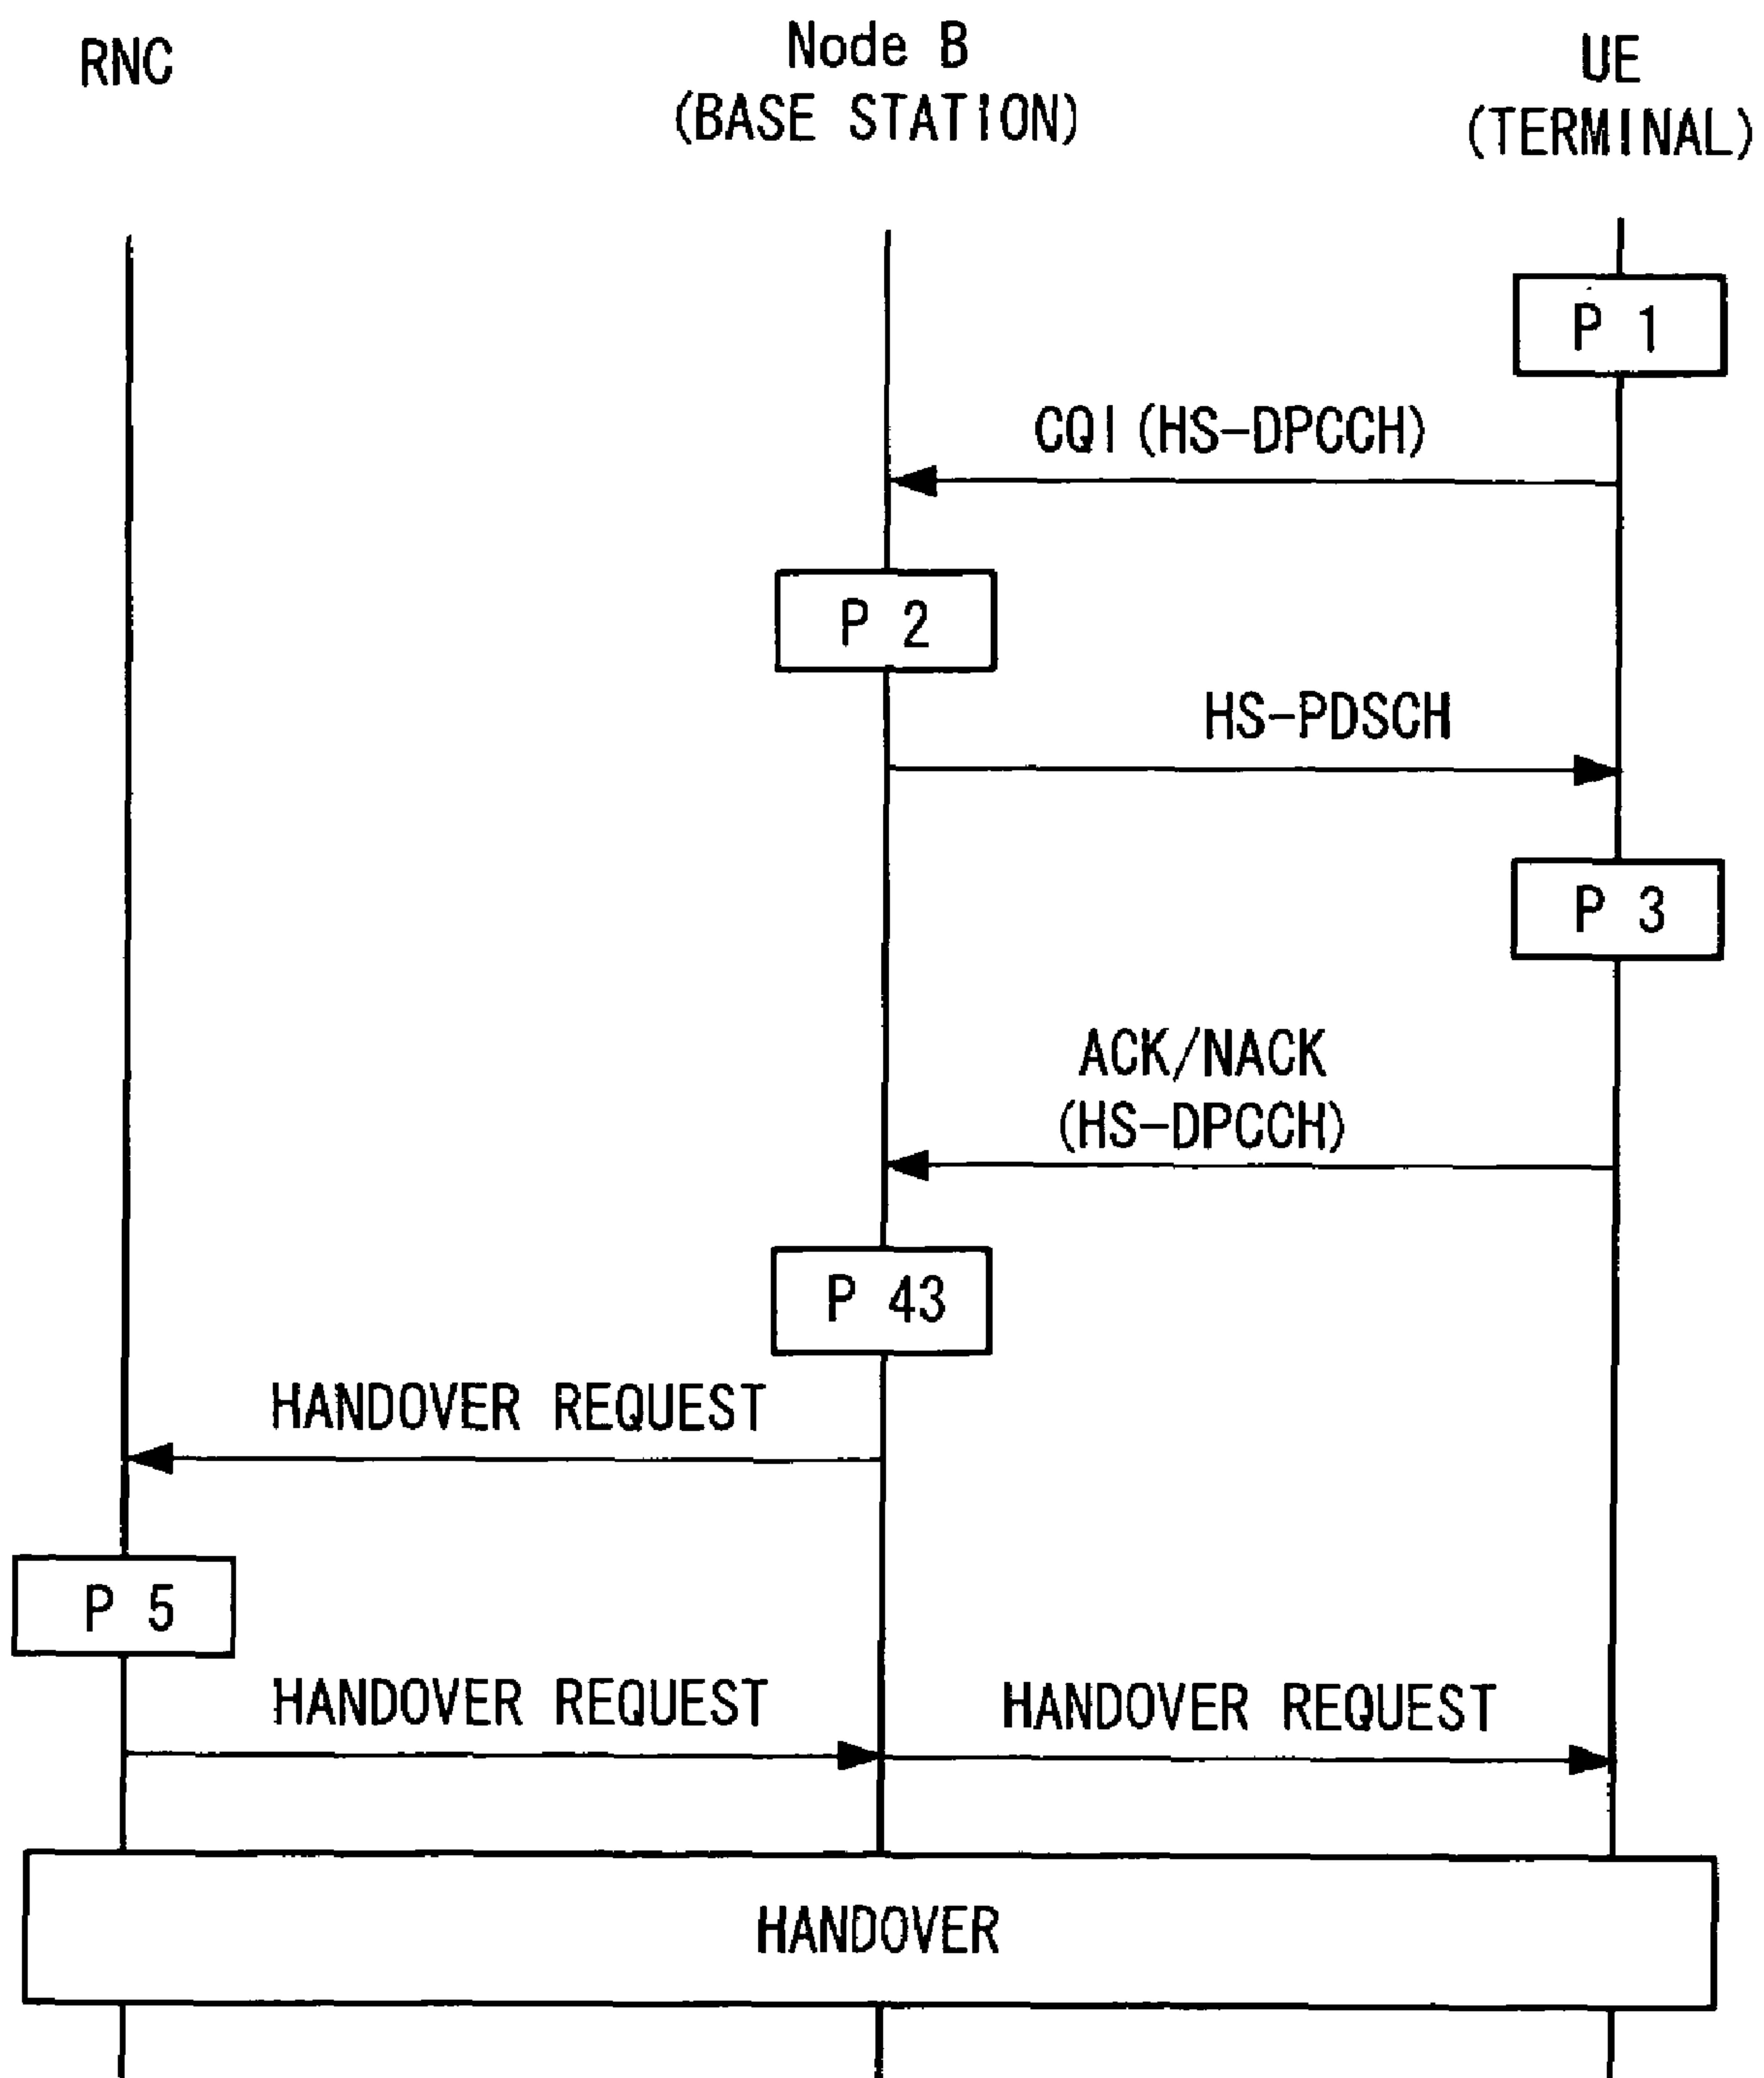 RNC
Node B
(BASE STATION)
UE
(TERMINAL)
P 1
CQI (HS-DPCCH)
P 2
HS-PDSCH
P 3
ACK/NACK
(HS-DPCCH)
P 43
HANDOVER REQUEST
P 5
HANDOVER REQUEST
HANDOVER REQUEST
HANDOVER